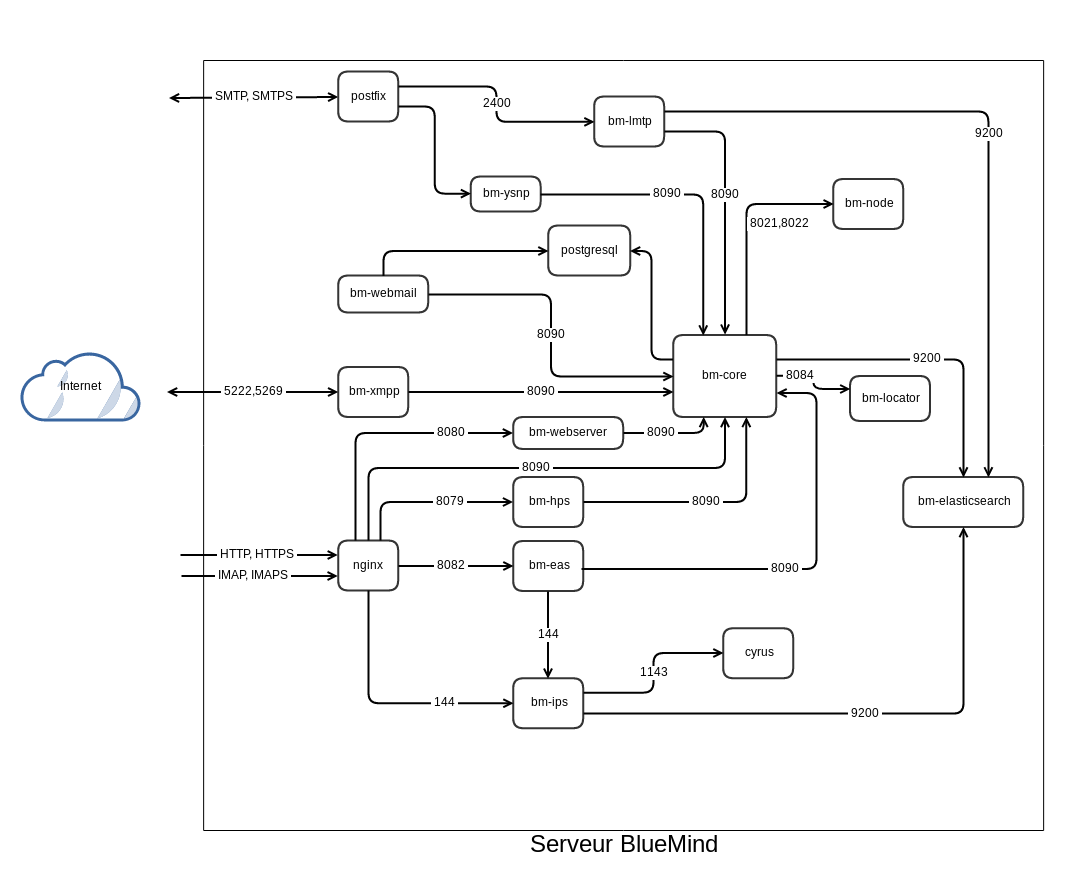 SMTP, SMTPS
postfix
2400
bm-lmtp
9200
bm-ysnp
8090
8090
bm-node
8021,8022
postgresql
bm-webmail
8090
Internet
5222,5269
bm-xmpp
8090
bm-core
9200
8084
bm-locator
8080
bm-webserver
8090
8090
8079
bm-hps
8090
bm-elasticsearch
HTTP, HTTPS
IMAP, IMAPS
nginx
8082
bm-eas
8090
144
1143
cyrus
144
bm-ips
9200
Serveur BlueMind